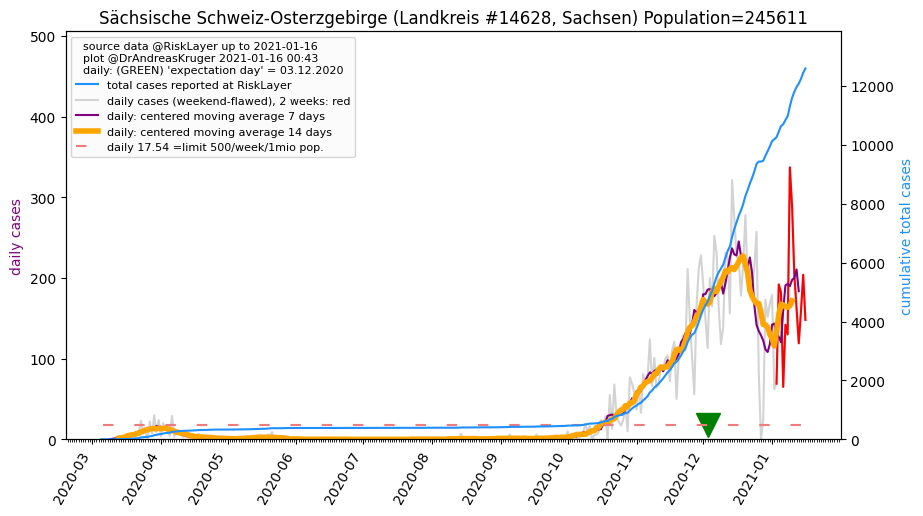 Sächsische Schweiz-Osterzgebirge (Landkreis #14628, Sachsen) Population=245611
source data @RiskLayer up to 2021-01-16
plot @DrAndreasKruger 2021-01-16 00:43
daily: (GREEN) 'expectation day' = 03.12.2020
total cases reported at RiskLayer
daily cases (weekend-flawed), 2 weeks: red
daily: centered moving average 7 days
daily: centered moving average 14 days
daily 17.54 =limit 500/week/1mio pop.
daily cases
500
400
300
200
100
0
cumulative total cases
12000
10000
8000
6000
4000
2000
0
2020-03
2020-04
2020-05
2020-06
2020-07
2020-08
2020-09
2020-10
2020-11
2020-12
2021-01